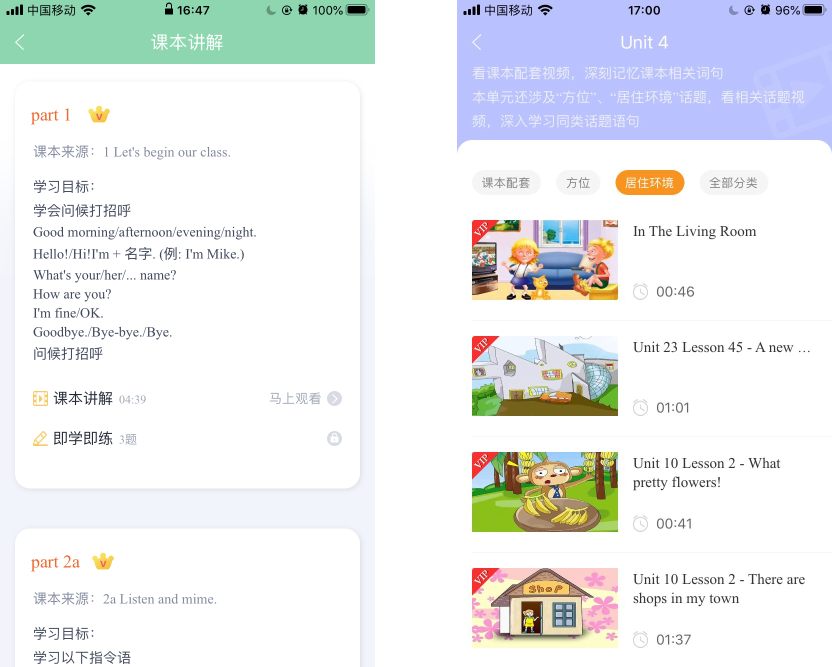 中国移动 16:47 100%
课本讲解
part 1
课本来源：1 Let's begin our class.
学习目标：
学会问候打招呼
Good morning/afternoon/evening/night.
Hello!/Hi!I'm + 名字. (例: I'm Mike.)
What's your/her/... name?
How are you?
I'm fine/OK.
Goodbye./Bye-bye./Bye.
问候打招呼
课本讲解 04:39 马上观看
即学即练 3题
part 2a
课本来源：2a Listen and mime.
学习目标：
学习以下指令语
中国移动 17:00 96%
Unit 4
看课本配套视频，深刻记忆课本相关词句
本单元还涉及“方位”、“居住环境”话题，看相关话题视
频，深入学习同类话题语句
课本配套 方位 居住环境 全部分类
VIP
In The Living Room
00:46
VIP
Unit 23 Lesson 45 - A new …
01:01
VIP
Unit 10 Lesson 2 - What
pretty flowers!
00:41
VIP
SHOP
Unit 10 Lesson 2 - There are
shops in my town
01:37